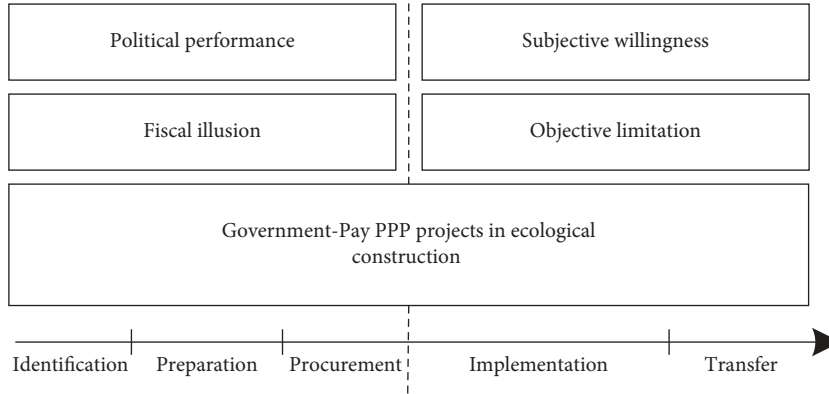 Political performance
Subjective willingness
Fiscal illusion
Objective limitation
Government-Pay PPP projects in ecological
construction
Identification
Preparation
Procurement
Implementation
Transfer